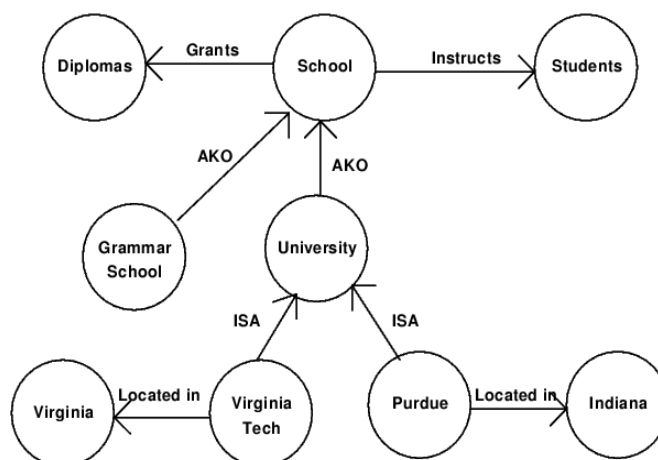 Diplomas
Grants
School
Instructs
Students
AKO
AKO
Grammar
School
University
ISA
ISA
Virginia
Located in
Virginia
Tech
Purdue
Located in
Indiana